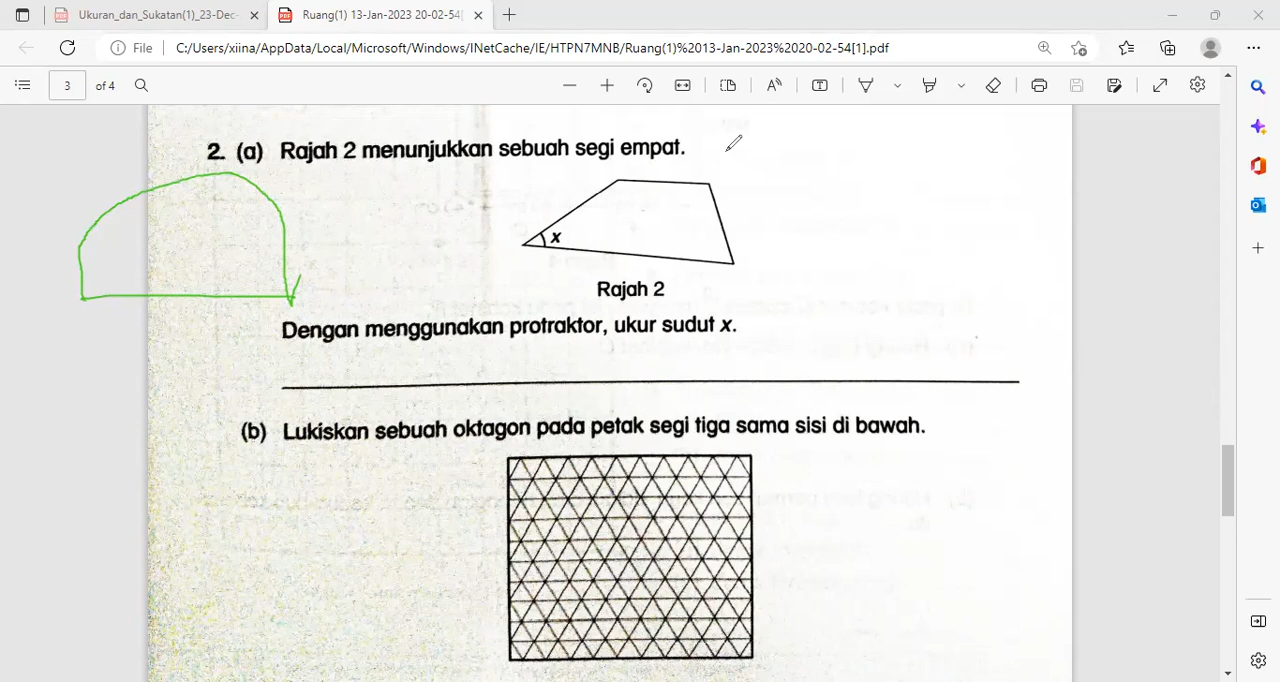 Ukuran_dan_Sukatan(1)_23-Dec-
Ruang(1) 13-Jan-2023 20-02-54[
File
C:/Users/xiina/AppData/Local/Microsoft/Windows/INetCache/IE/HTPN7MNB/Ruang(1)%2013-Jan-2023%2020-02-54[1].pdf
3 of 4
2. (a) Rajah 2 menunjukkan sebuah segi empat.
x
Rajah 2
Dengan menggunakan protraktor, ukur sudut x.
(b) Lukiskan sebuah oktagon pada petak segi tiga sama sisi di bawah.